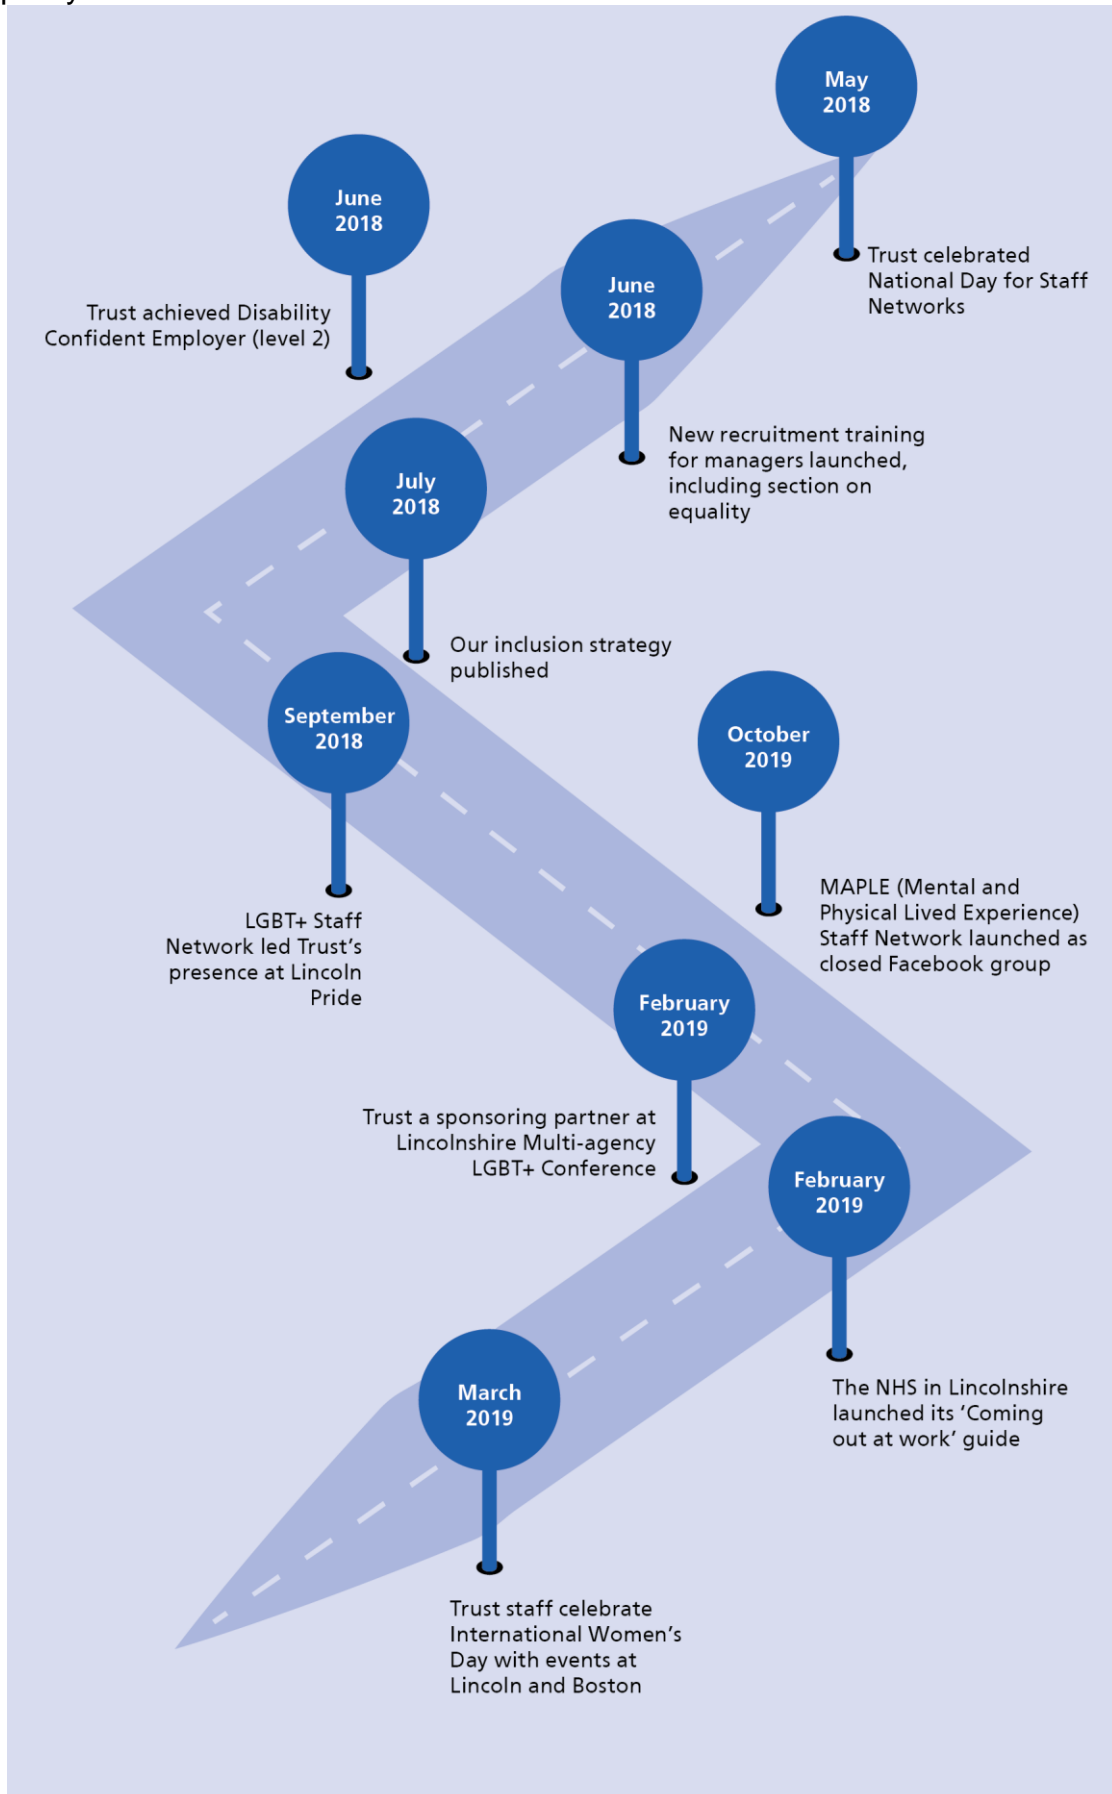 May
2018
Trust celebrated
National Day for Staff
Networks
June
2018
Trust achieved Disability
Confident Employer (level 2)
June
2018
New recruitment training
for managers launched,
including section on
equality
July
2018
Our inclusion strategy
published
September
2018
LGBT+ Staff
Network led Trust’s
presence at Lincoln
Pride
October
2019
MAPLE (Mental and
Physical Lived Experience)
Staff Network launched as
closed Facebook group
February
2019
Trust a sponsoring partner at
Lincolnshire Multi-agency
LGBT+ Conference
February
2019
The NHS in Lincolnshire
launched its ‘Coming
out at work’ guide
March
2019
Trust staff celebrate
International Women’s
Day with events at
Lincoln and Boston